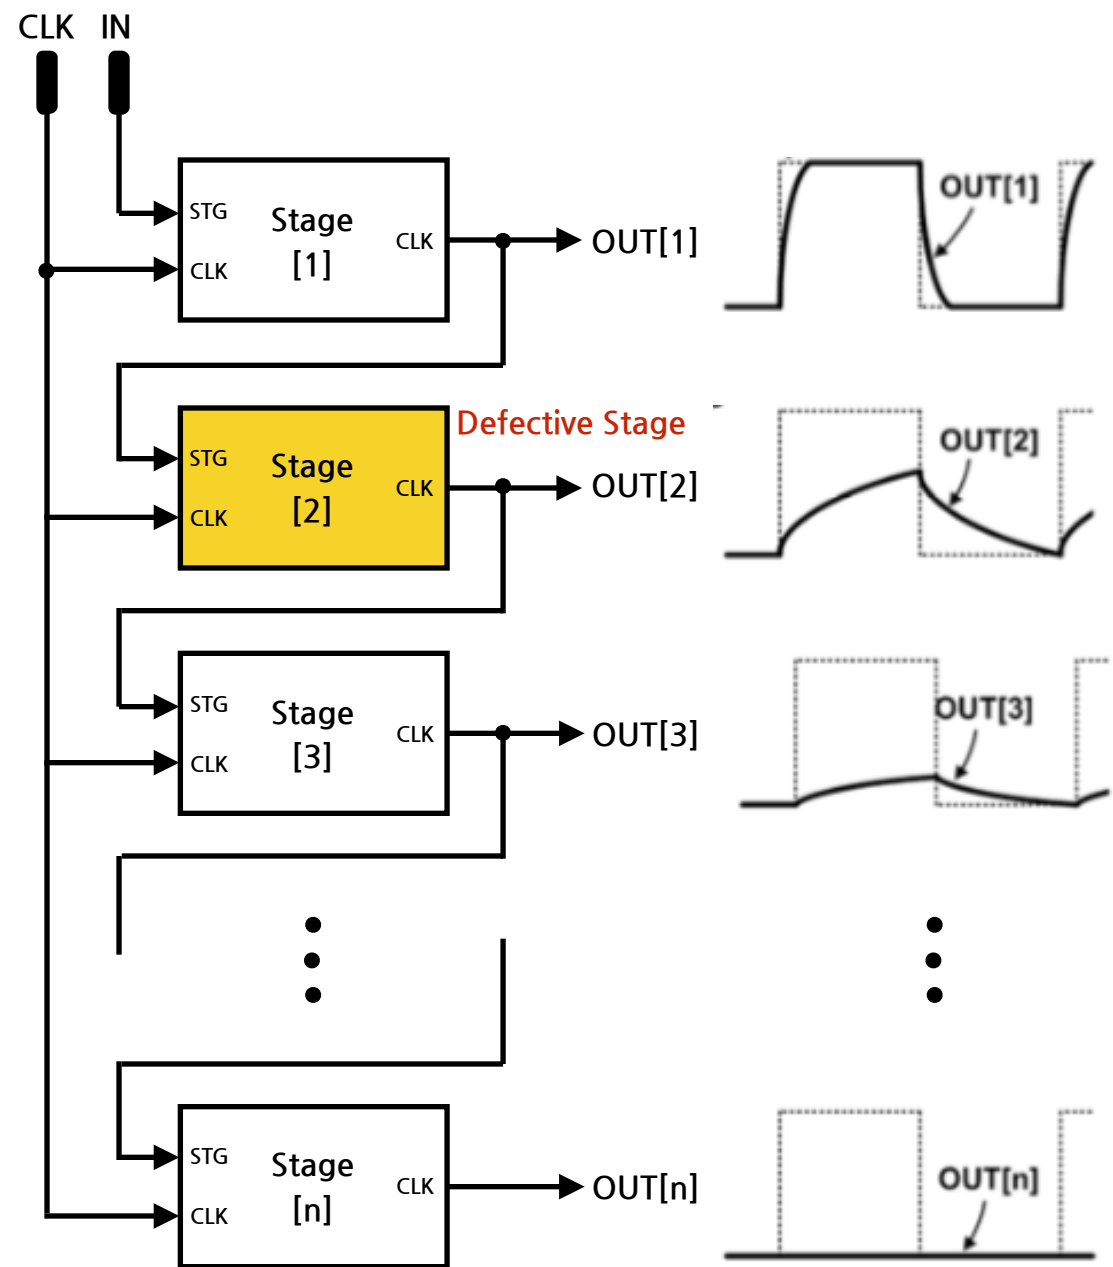 CLK IN
STG
CLK
Stage
[1]
CLK
OUT[1]
OUT[1]
Defective Stage
STG
CLK
Stage
[2]
CLK
OUT[2]
OUT[2]
STG
CLK
Stage
[3]
CLK
OUT[3]
OUT[3]
STG
CLK
Stage
[n]
CLK
OUT[n]
OUT[n]